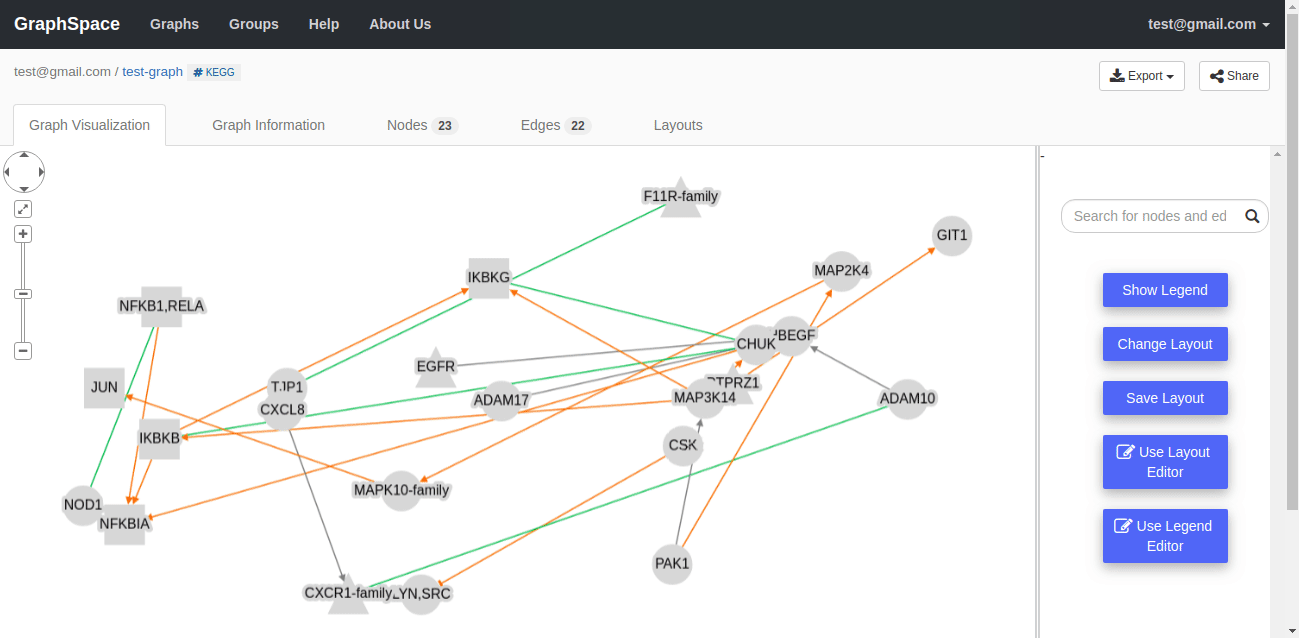 GraphSpace Graphs Groups Help About Us test@gmail.com
test@gmail.com / test-graph # KEGG
Export Share
Graph Visualization Graph Information Nodes 23 Edges 22 Layouts
-
F11R-family
Search for nodes and ed
GIT1
MAP2K4
IKBKG
Show Legend
NFKB1,RELA
BEGF
CHUK
Change Layout
EGFR
PTPRZ1
TJP1
JUN
MAP3K14
ADAM10
Save Layout
ADAM17
CXCL8
IKBKB
CSK
Use Layout
Editor
MAPK10-family
NOD1
NFKBIA
Use Legend
Editor
PAK1
CXCR1-family
YN,SRC